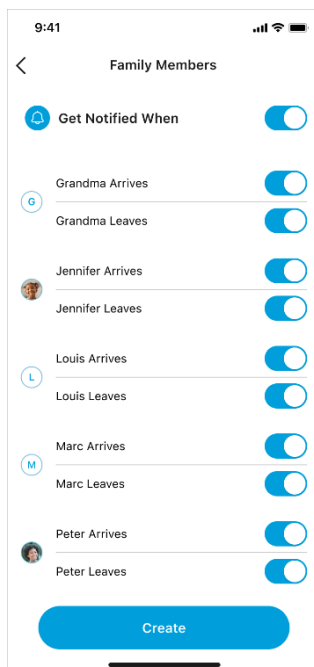 9:41
Family Members
Get Notified When
Grandma Arrives
G
Grandma Leaves
Jennifer Arrives
Jennifer Leaves
Louis Arrives
L
Louis Leaves
Marc Arrives
M
Marc Leaves
Peter Arrives
Peter Leaves
Create